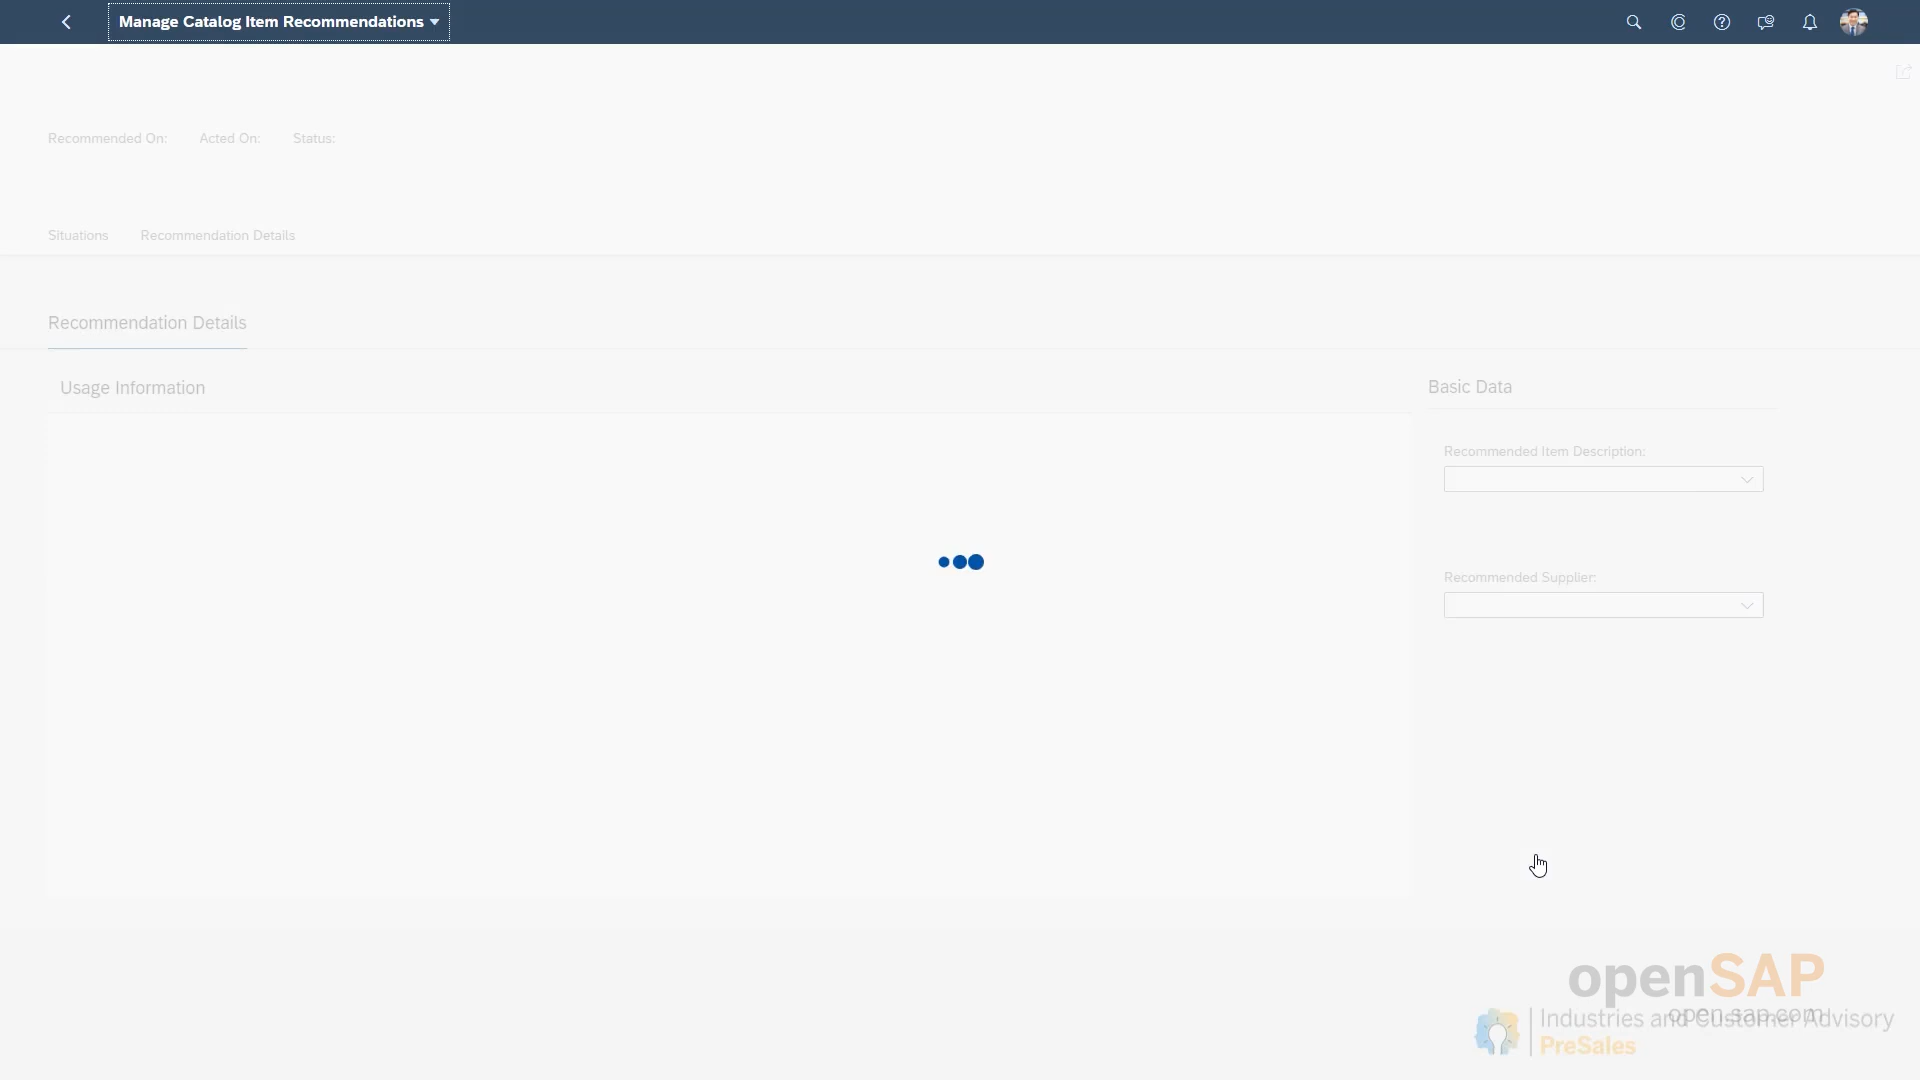 Manage Catalog Item Recommendations
Recommended On: Acted On: Status:
Situations Recommendation Details
Recommendation Details
Usage Information
Basic Data
Recommended Item Description:
Recommended Supplier:
openSAP
open.sap.com
Industries and Customer Advisory
PreSales